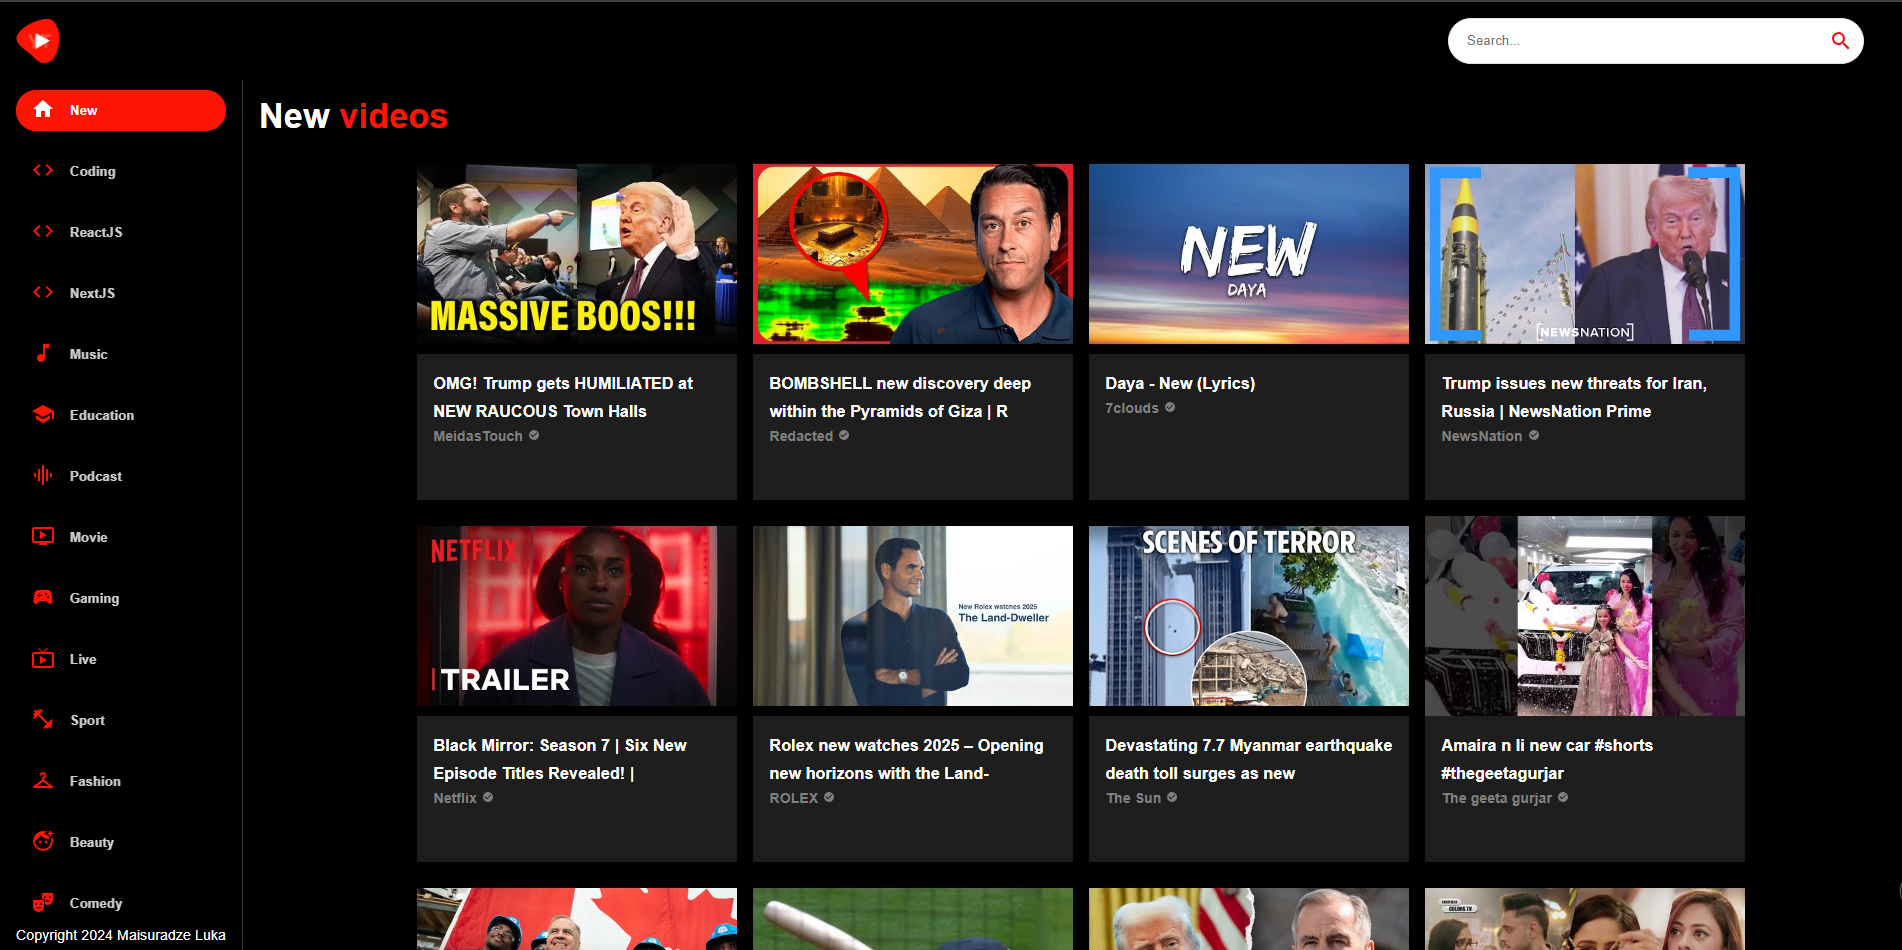 Search...
New
Coding
ReactJS
NextJS
Music
Education
Podcast
Movie
Gaming
Live
Sport
Fashion
Beauty
Comedy
Copyright 2024 Maisuradze Luka
New videos
MASSIVE BOOS!!!
OMG! Trump gets HUMILIATED at
NEW RAUCOUS Town Halls
MeidasTouch
BOMBSHELL new discovery deep
within the Pyramids of Giza | R
Redacted
NEW
DAYA
Daya - New (Lyrics)
7clouds
[NEWSNATION]
Trump issues new threats for Iran,
Russia | NewsNation Prime
NewsNation
NETFLIX
TRAILER
Black Mirror: Season 7 | Six New
Episode Titles Revealed! |
Netflix
New Rolex watches 2025
The Land-Dweller
Rolex new watches 2025 – Opening
new horizons with the Land-
ROLEX
SCENES OF TERROR
Devastating 7.7 Myanmar earthquake
death toll surges as new
The Sun
Amaira n li new car #shorts
#thegeetagurjar
The geeta gurjar
COLORS TV